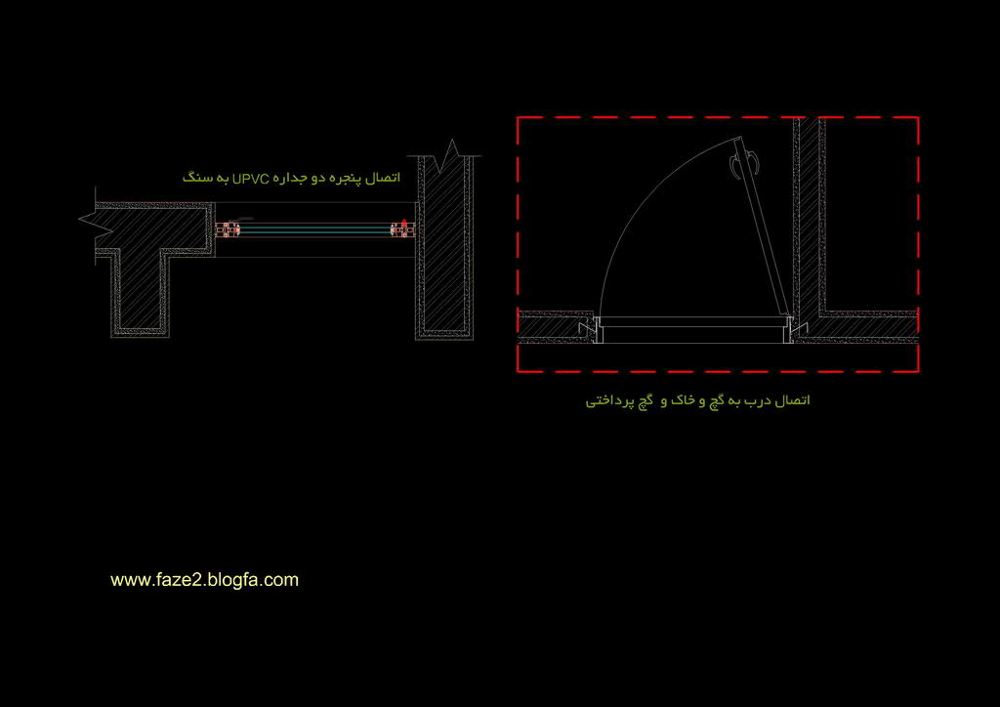 اتصال پنجره دو جداره UPVC به سنگ
اتصال درب به گچ و خاک و گچ پرداختی
www.faze2.blogfa.com